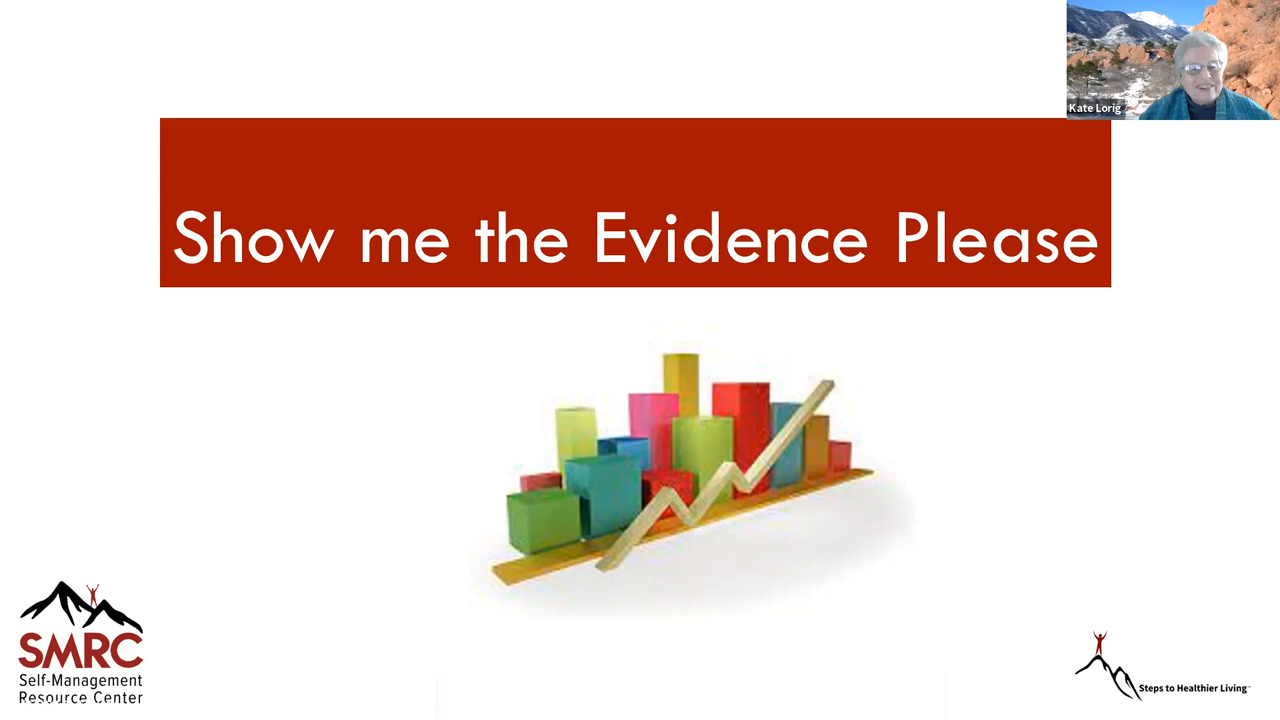 Kate Lorig
Show me the Evidence Please
SMRC
Self-Management
Resource Center
Steps to Healthier Living™